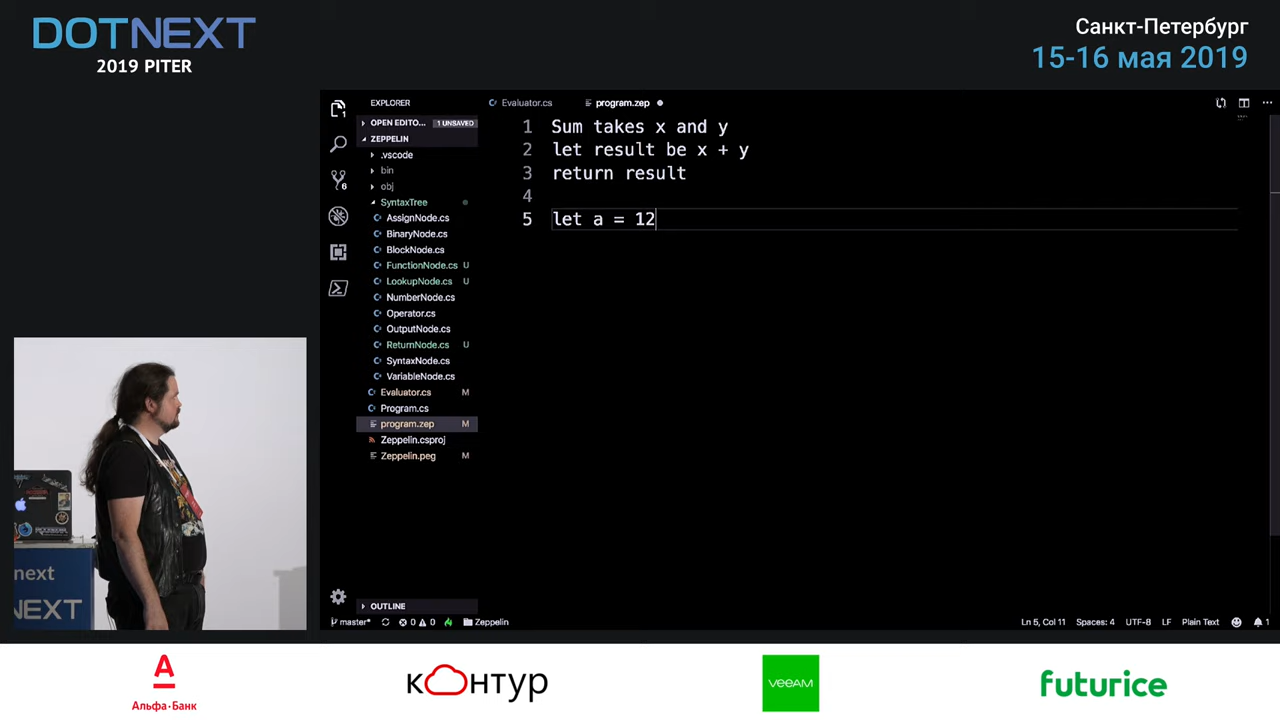 DOTNEXT
2019 PITER
Санкт-Петербург
15-16 мая 2019
EXPLORER
OPEN EDITO... 1 UNSAVED
ZEPPELIN
.vscode
bin
obj
SyntaxTree
AssignNode.cs
BinaryNode.cs
BlockNode.cs
FunctionNode.cs U
LookupNode.cs U
NumberNode.cs
Operator.cs
OutputNode.cs
ReturnNode.cs U
SyntaxNode.cs
VariableNode.cs
Evaluator.cs M
Program.cs
program.zep M
Zeppelin.csproj
Zeppelin.peg M
OUTLINE
Evaluator.cs program.zep
1 Sum takes x and y
2 let result be x + y
3 return result
4
5 let a = 12
master* 0 0 Zeppelin
Ln 5, Col 11 Spaces: 4 UTF-8 LF Plain Text 1
next
NEXT
А
Альфа·Банк
контур
veeam
futurice